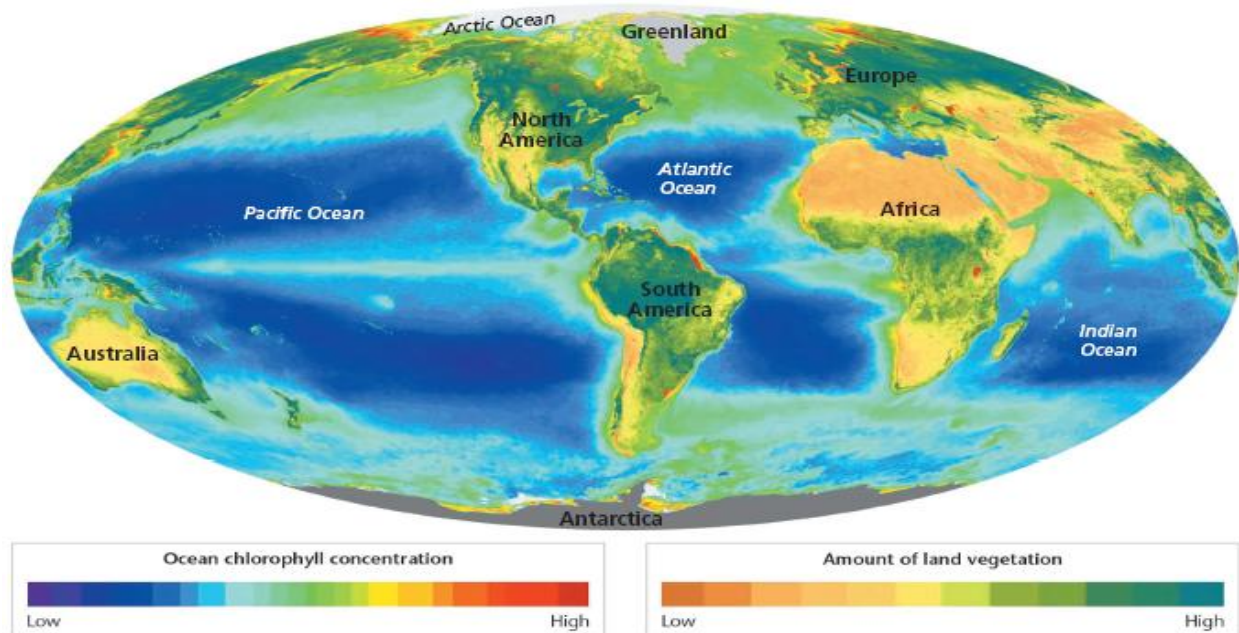 Arctic Ocean
Greenland
Europe
North
America
Atlantic
Ocean
Pacific Ocean
Africa
South
America
Indian
Ocean
Australia
Antarctica
Ocean chlorophyll concentration
Low
High
Amount of land vegetation
Low
High